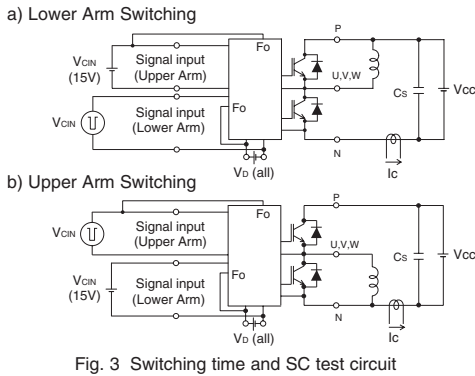 a) Lower Arm Switching
P
Fo
VCIN
(15V)
Signal input
(Upper Arm)
U,V,W
CS
Vcc
VCIN
Signal input
(Lower Arm)
Fo
N
VD (all)
Ic
b) Upper Arm Switching
P
Fo
VCIN
Signal input
(Upper Arm)
U,V,W
CS
Vcc
VCIN
(15V)
Signal input
(Lower Arm)
Fo
N
VD (all)
Ic
Fig. 3 Switching time and SC test circuit